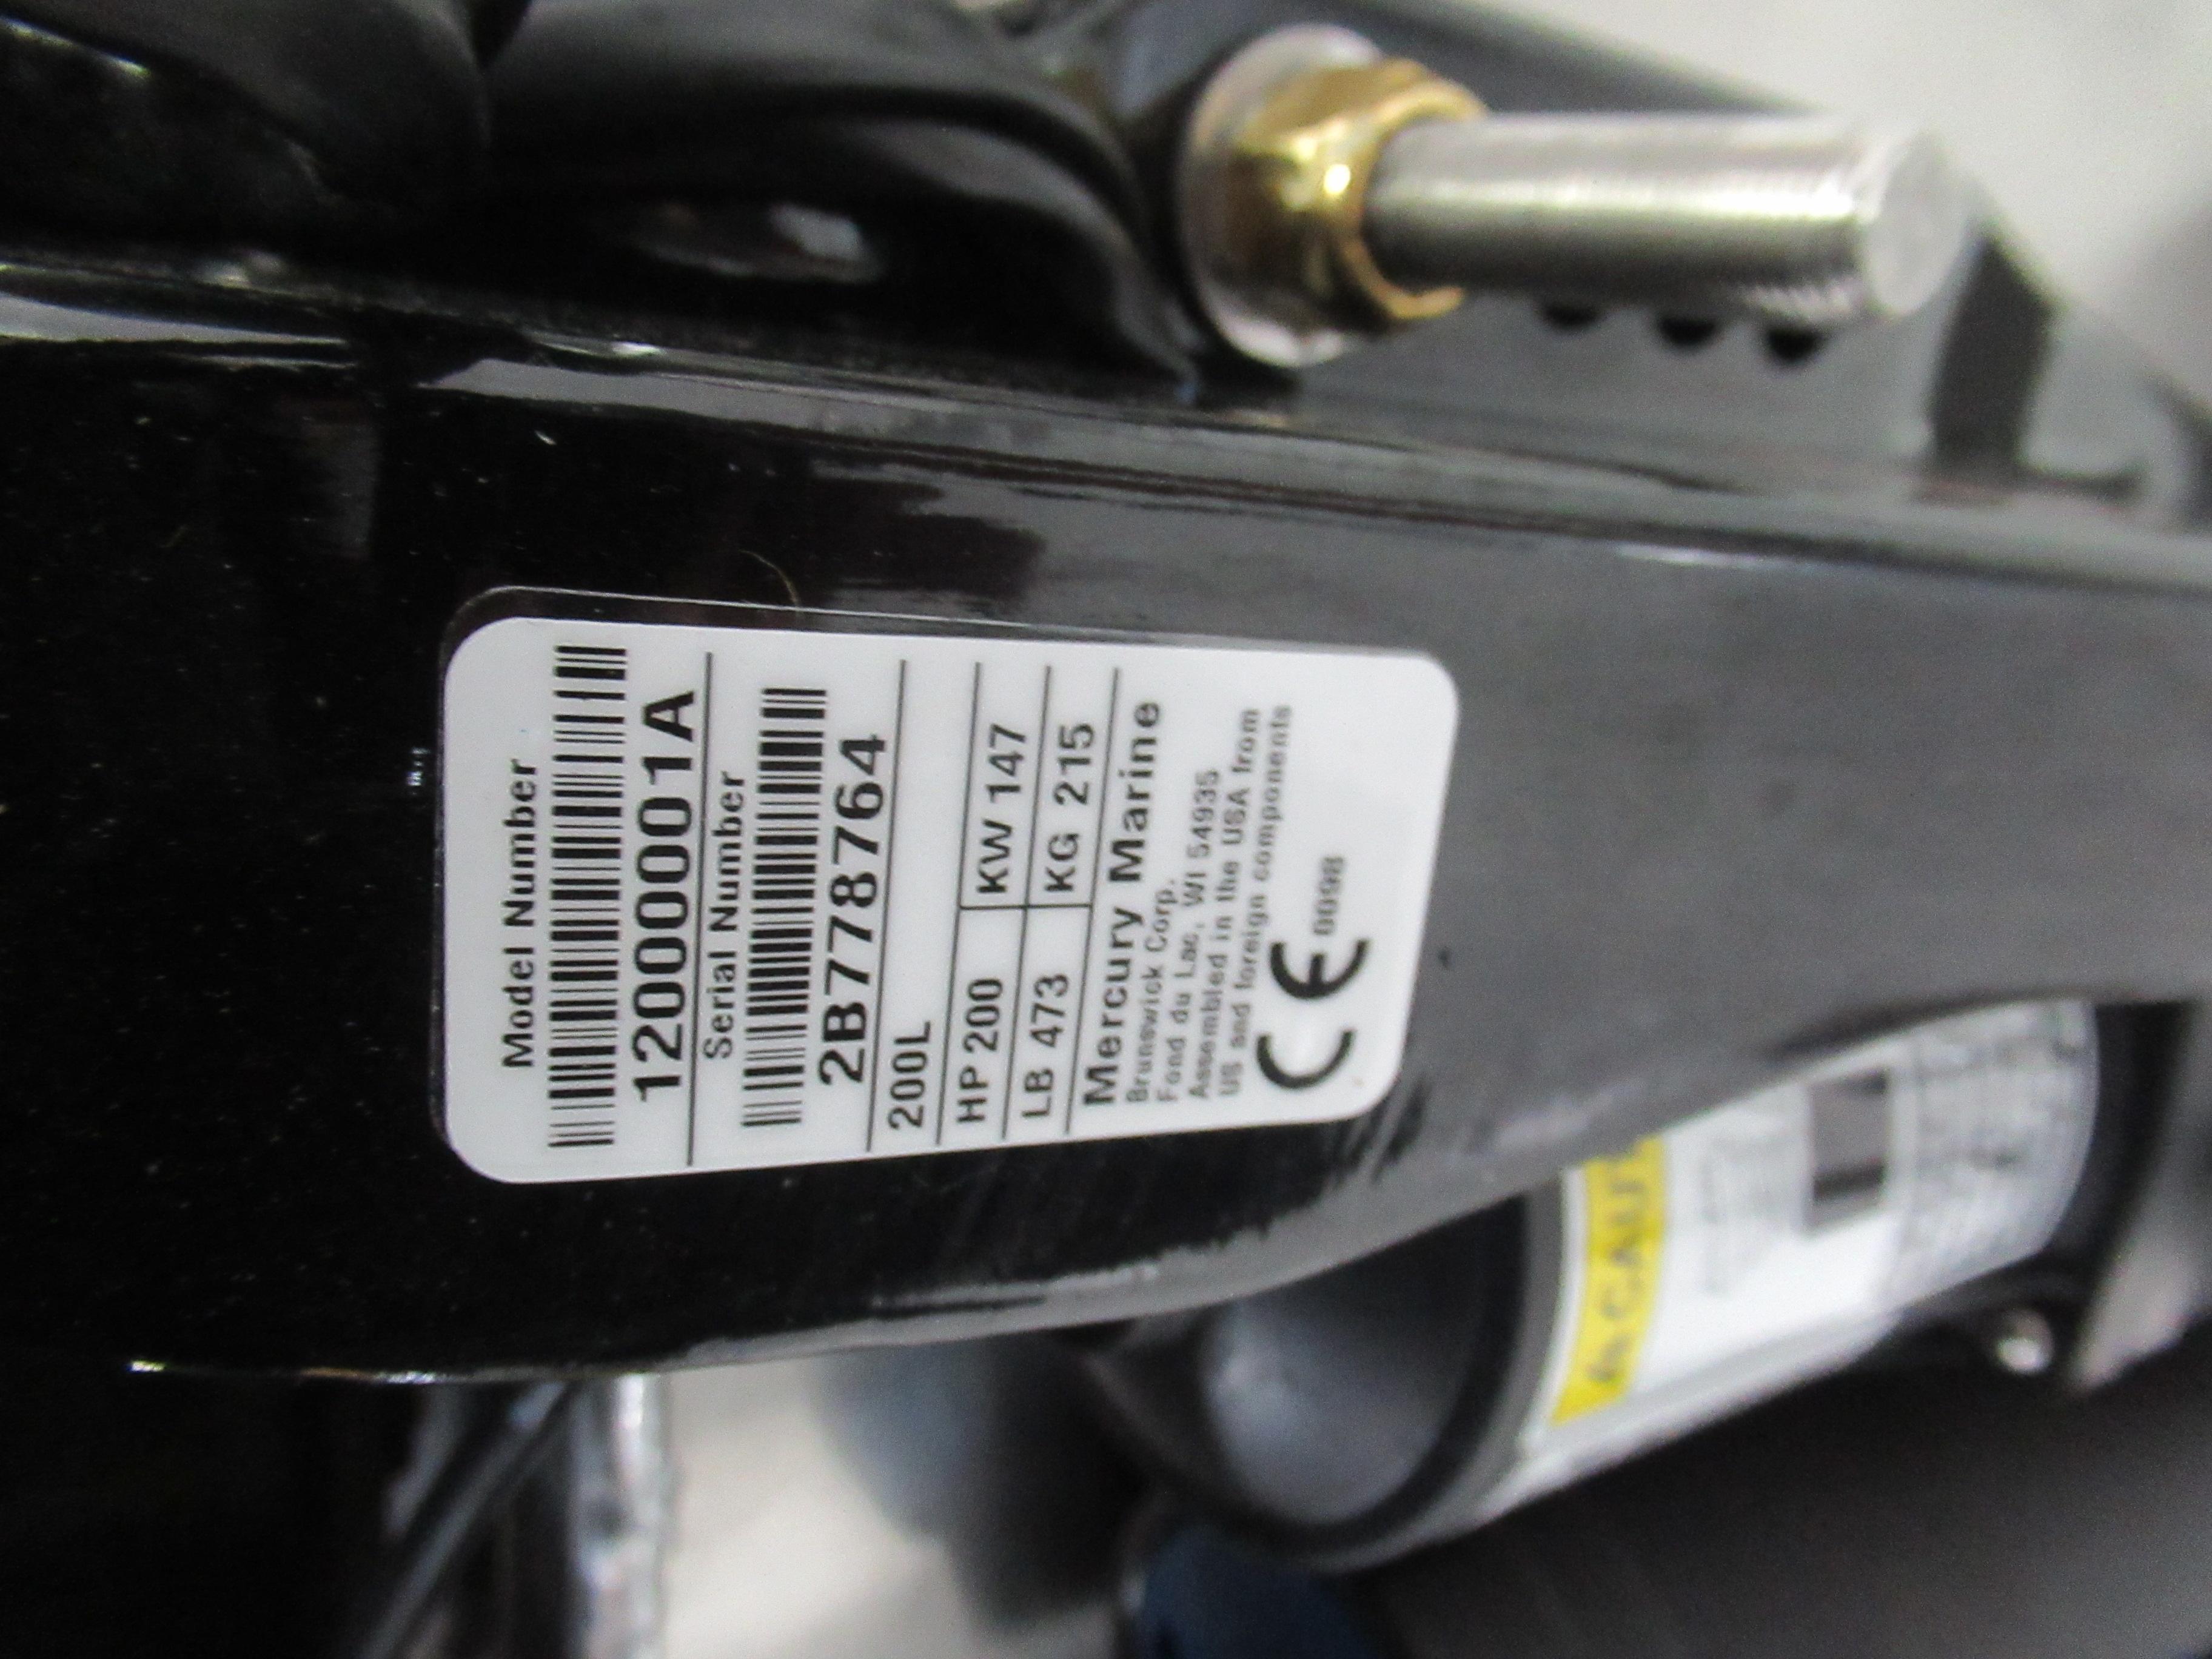 Model Number
1200001A
Serial Number
2B778764
200L
HP 200 KW 147
LB 473 KG 215
Mercury Marine
Brunswick Corp.
Fond du Lac, WI 54935
Assembled in the USA from
US and foreign components
CE 0098